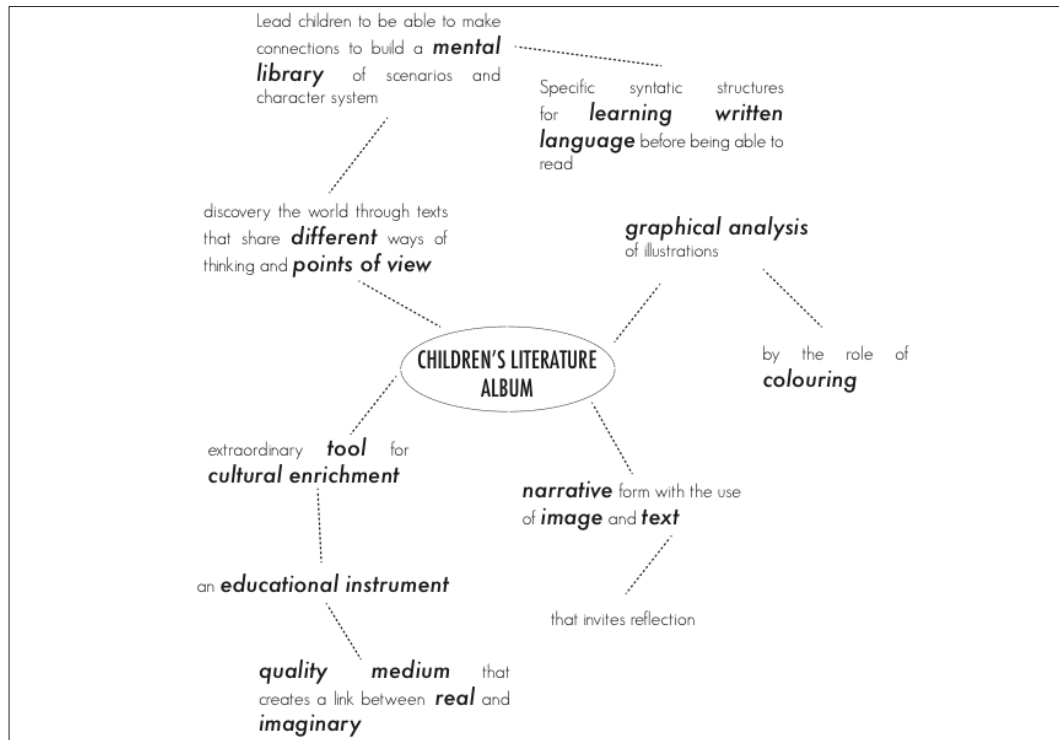 Lead children to be able to make
connections to build a mental
library of scenarios and
character system
Specific syntatic structures
for learning written
language before being able to
read
discovery the world through texts
that share different ways of
thinking and points of view
graphical analysis
of illustrations
by the role of
colouring
CHILDREN'S LITERATURE
ALBUM
extraordinary tool for
cultural enrichment
narrative form with the use
of image and text
an educational instrument
that invites reflection
quality medium that
creates a link between real and
imaginary